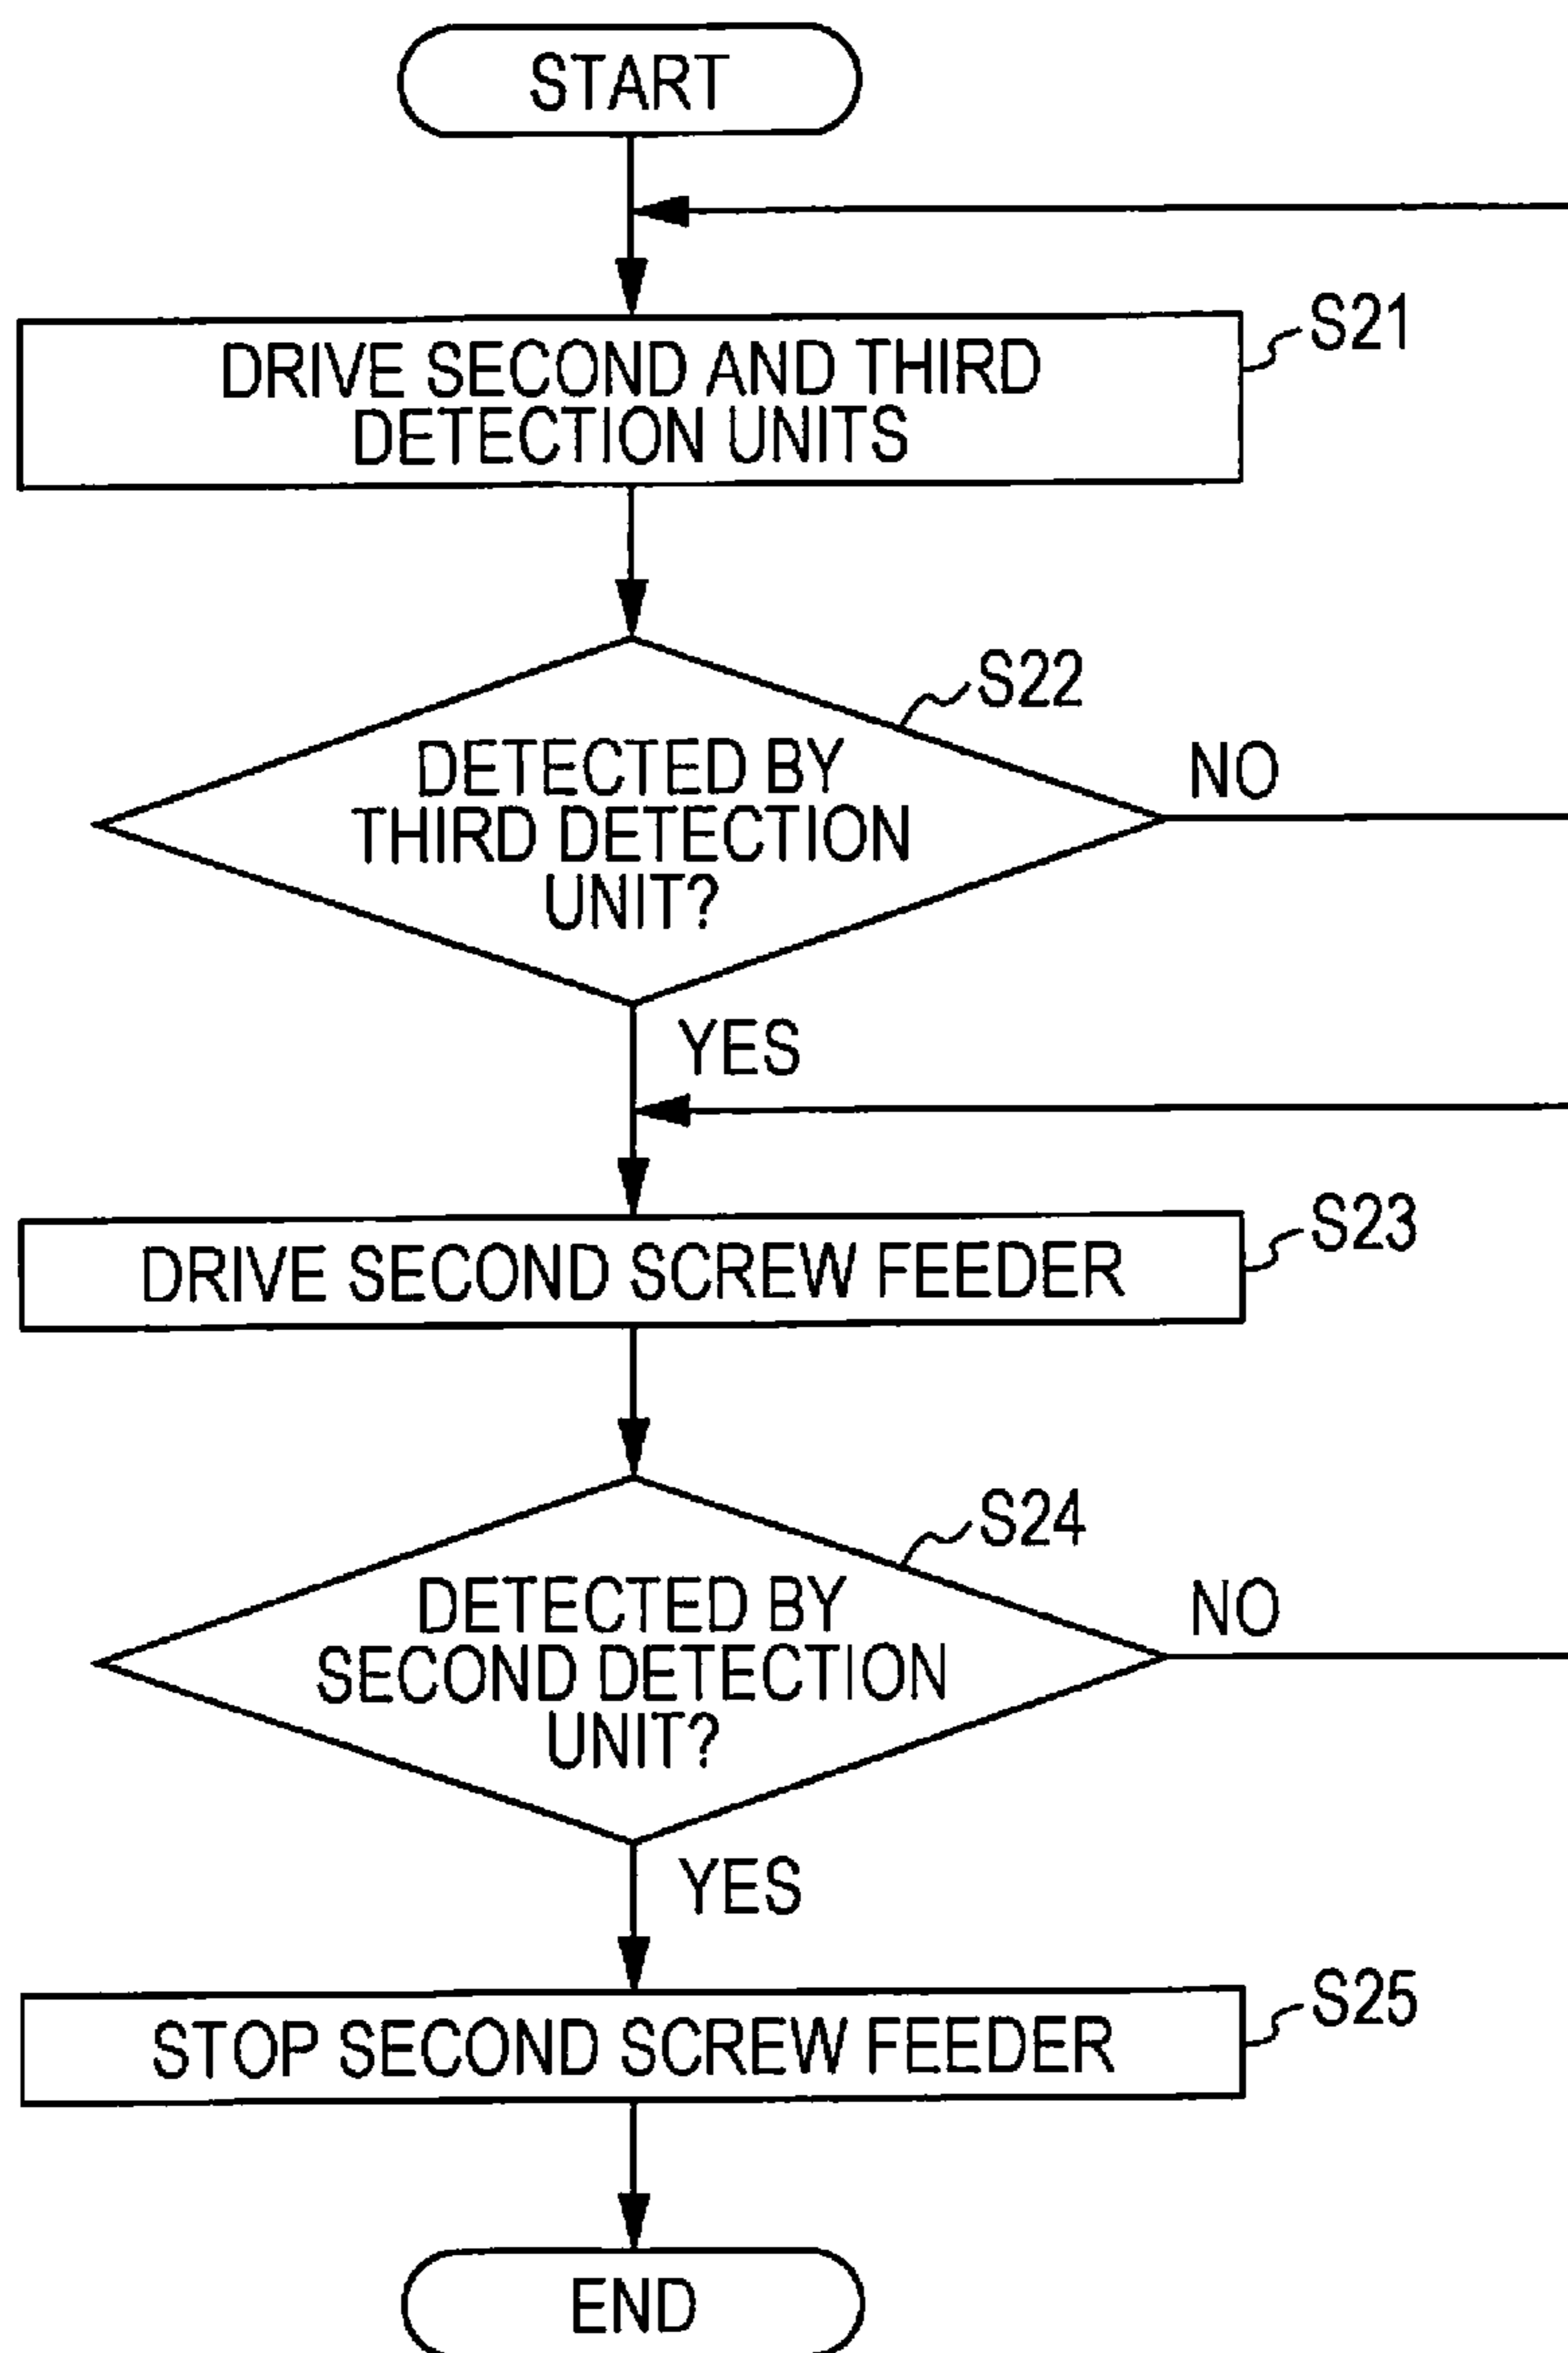 START
S21
DRIVE SECOND AND THIRD
DETECTION UNITS
S22
DETECTED BY
THIRD DETECTION
UNIT?
NO
YES
S23
DRIVE SECOND SCREW FEEDER
S24
DETECTED BY
SECOND DETECTION
UNIT?
NO
YES
S25
STOP SECOND SCREW FEEDER
END